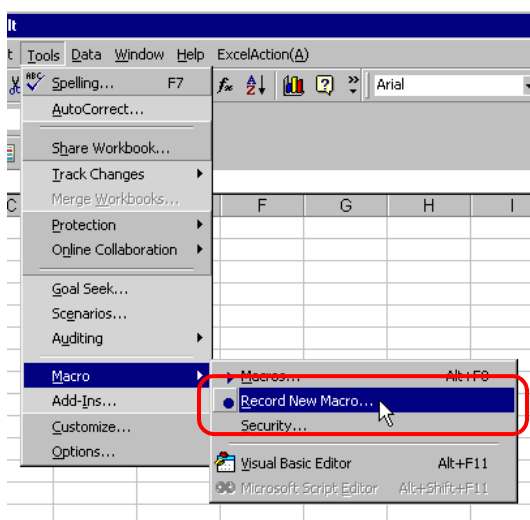 lt
t Tools Data Window Help ExcelAction(A)
ABC Spelling... F7 fx A Z Arial
AutoCorrect...
Share Workbook...
Track Changes
Merge Workbooks...
C F G H I
Protection
Online Collaboration
Goal Seek...
Scenarios...
Auditing
Macro Macros... Alt+F8
Add-Ins... Record New Macro...
Customize... Security...
Options... Visual Basic Editor Alt+F11
Microsoft Script Editor Alt+Shift+F11